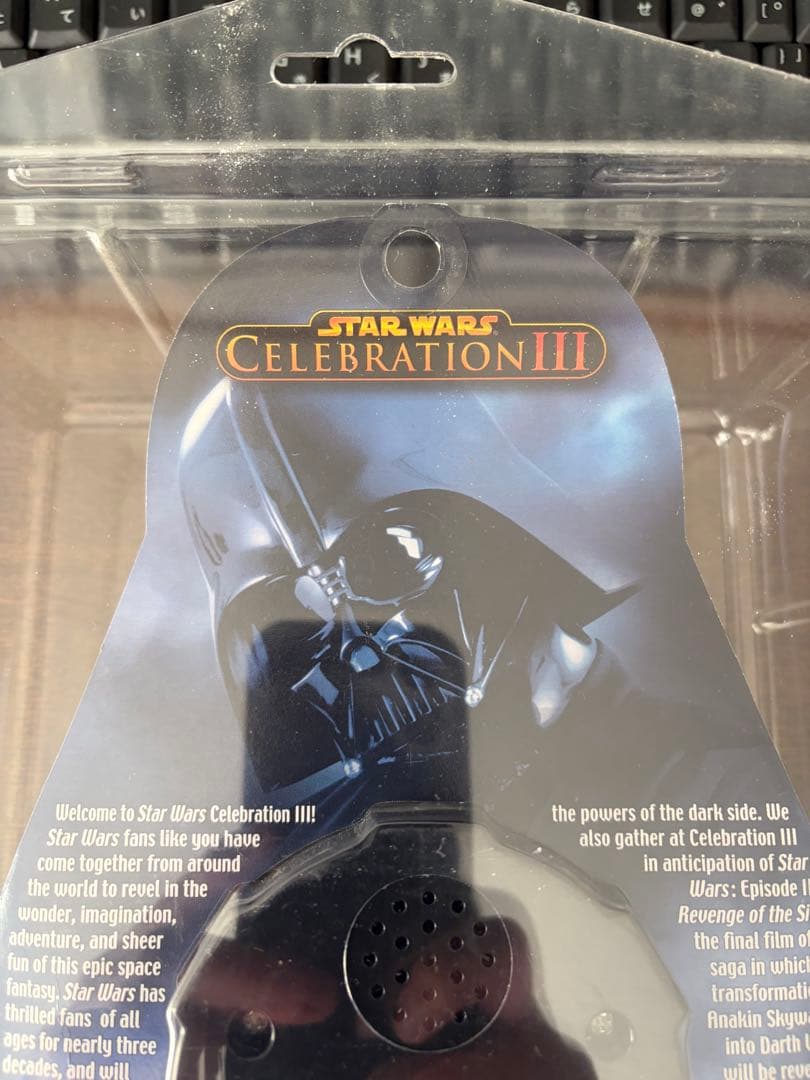 て
い
せ
@
[
H
STAR WARS
CELEBRATION III
Welcome to Star Wars Celebration III!
Star Wars fans like you have
come together from around
the world to revel in the
wonder, imagination,
adventure, and sheer
fun of this epic space
fantasy. Star Wars has
thrilled fans of all
ages for nearly three
decades, and will
the powers of the dark side. We
also gather at Celebration III
in anticipation of Star
Wars: Episode
Revenge of the
the final film
saga in
Anakin
into Darth
will be